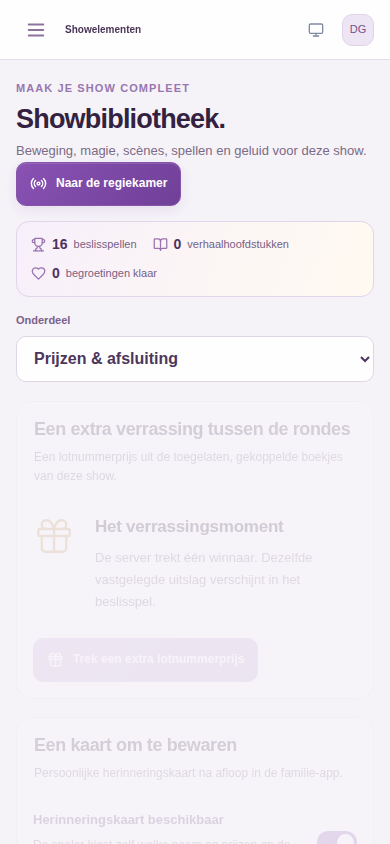 Showelementen
DG
MAAK JE SHOW COMPLEET
Showbibliotheek.
Beweging, magie, scènes, spellen en geluid voor deze show.
Naar de regiekamer
16 beslisspellen 0 verhaalhoofdstukken
0 begroetingen klaar
Onderdeel
Prijzen & afsluiting
Een extra verrassing tussen de rondes
Een lotnummerprijs uit de toegelaten, gekoppelde boekjes
van deze show.
Het verrassingsmoment
De server trekt één winnaar. Dezelfde
vastgelegde uitslag verschijnt in het
beslisspel.
Trek een extra lotnummerprijs
Een kaart om te bewaren
Persoonlijke herinneringskaart na afloop in de familie-app.
Herinneringskaart beschikbaar